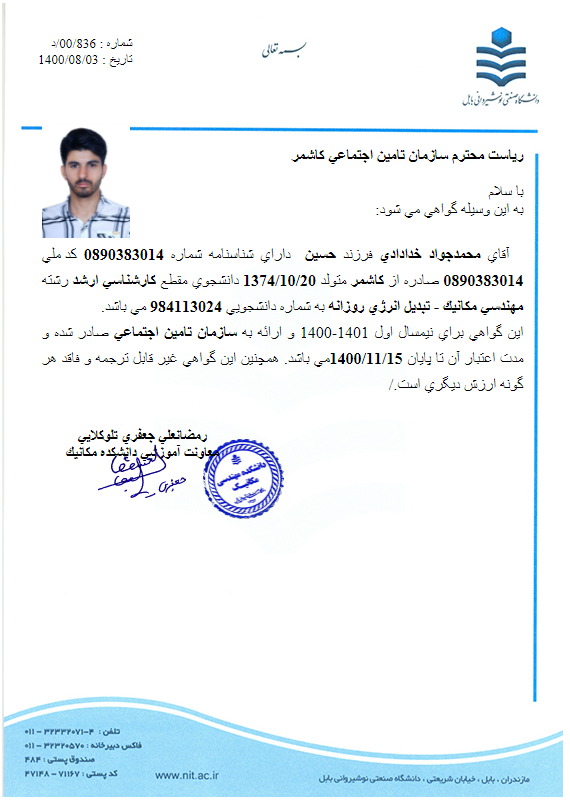 بسمه تعالی
شماره : 00/836/د
تاریخ : 1400/08/03
دانشگاه صنعتی نوشیروانی بابل
رياست محترم سازمان تامين اجتماعي كاشمر
با سلام
به اين وسيله گواهي مي شود:
آقاي محمدجواد خدادادي فرزند حسين داراي شناسنامه شماره 0890383014 كد ملي
0890383014 صادره از كاشمر متولد 1374/10/20 دانشجوي مقطع كارشناسي ارشد رشته
مهندسي مكانيك - تبديل انرژي روزانه به شماره دانشجويي 984113024 مي باشد.
اين گواهي براي نيمسال اول 1401-1400 و ارائه به سازمان تامين اجتماعي صادر شده و
مدت اعتبار آن تا پايان 1400/11/15مي باشد. همچنين اين گواهي غير قابل ترجمه و فاقد هر
گونه ارزش ديگري است./
رمضانعلي جعفري تلوكلايي
معاونت آموزشي دانشكده مكانيك
دانشکده مهندسی
مکانیک
تلفن : ۴-۳۲۳۳۲۰۷۱ - ۰۱۱
فاکس دبیرخانه : ۳۲۳۲۰۵۷۰ - ۰۱۱
صندوق پستی : ۴۸۴
کد پستی : ۷۱۱۶۷ - ۴۷۱۴۸
www.nit.ac.ir
مازندران ، بابل ، خیابان شریعتی ، دانشگاه صنعتی نوشیروانی بابل